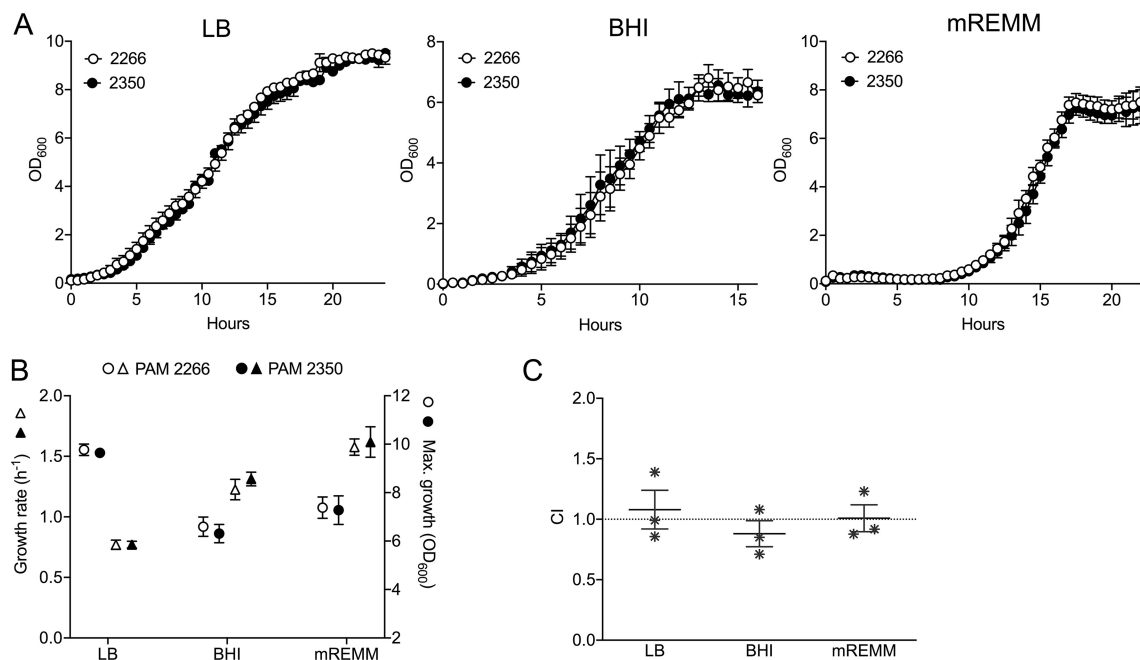 A
LB
BHI
mREMM
10
8
6
4
2
0
OD600
2266
2350
0
5
10
15
20
Hours
8
6
4
2
0
OD600
2266
2350
0
5
10
15
Hours
10
8
6
4
2
0
OD600
2266
2350
0
5
10
15
20
Hours
B
PAM 2266
PAM 2350
2.0
1.5
1.0
0.5
0.0
Growth rate (h-1)
12
10
8
6
4
2
Max. growth (OD600)
LB
BHI
mREMM
C
2.0
1.5
1.0
0.5
0.0
CI
LB
BHI
mREMM